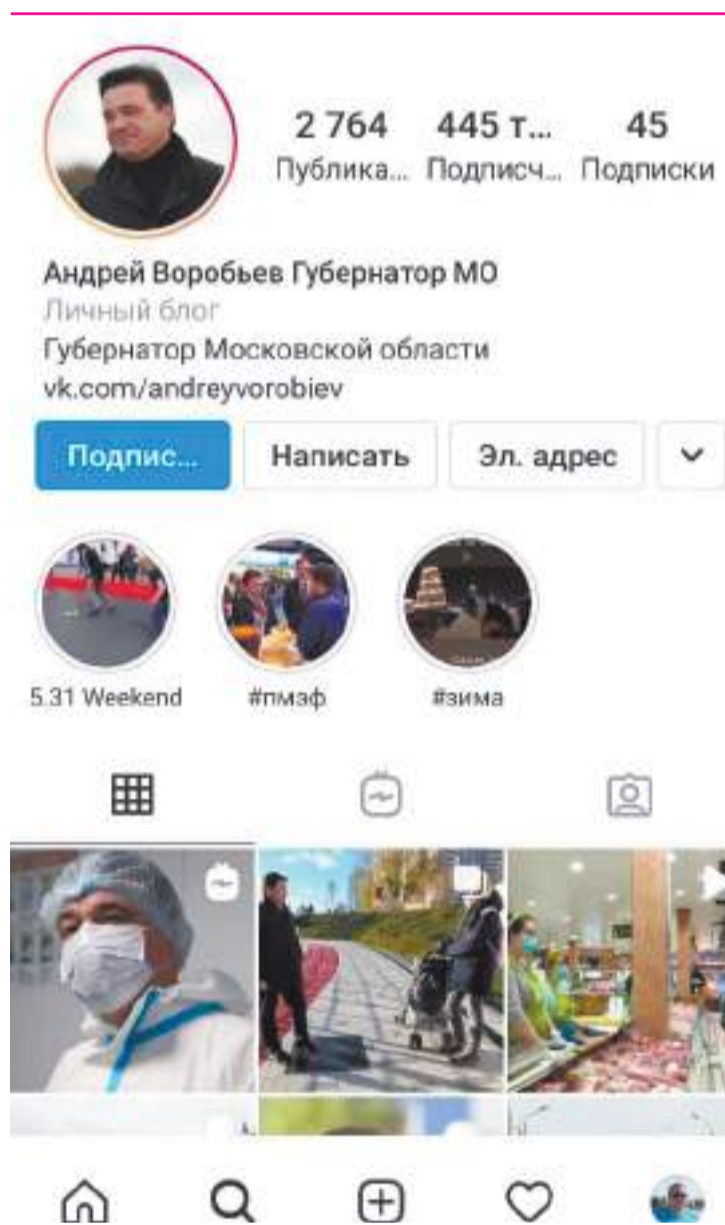 2 764 445 т... 45
Публика... Подписч... Подписки
Андрей Воробьев Губернатор МО
Личный блог
Губернатор Московской области
vk.com/andreyvorobiev
Подпис... Написать Эл. адрес
5.31 Weekend #пмэф #зима